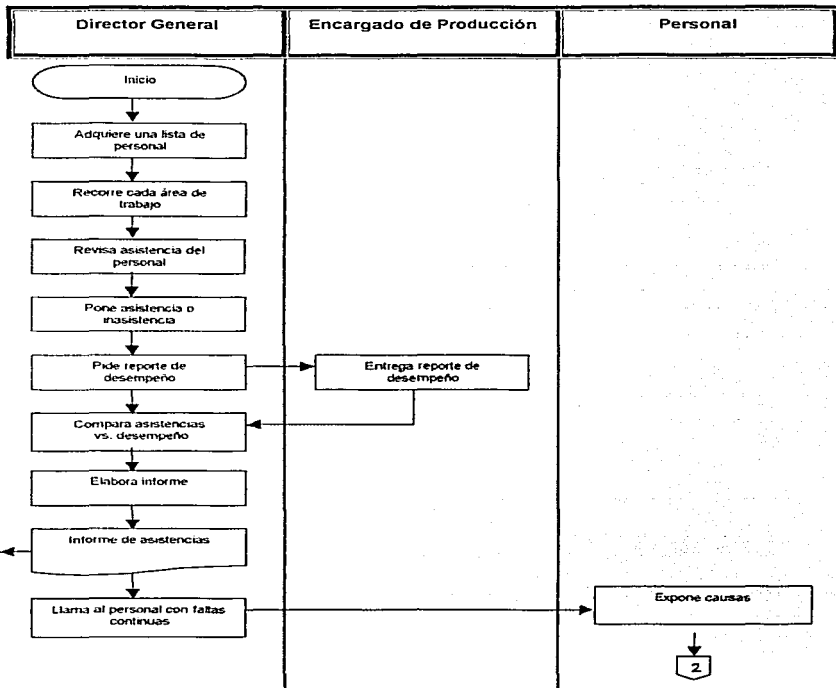 Director General
Encargado de Producción
Personal
Inicio
Adquiere una lista de
personal
Recorre cada área de
trabajo
Revisa asistencia del
personal
Pone asistencia o
inasistencia
Pide reporte de
desempeño
Entrega reporte de
desempeño
Compara asistencias
vs. desempeño
Elabora informe
Informe de asistencias
Llama al personal con faltas
continuas
Expone causas
2